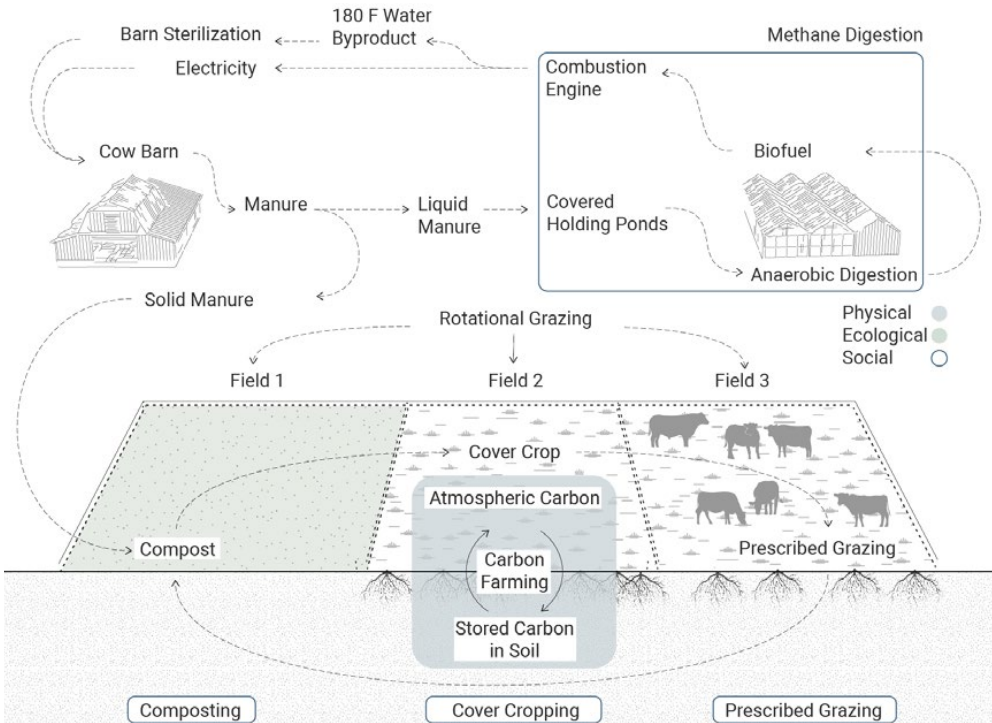 180 F Water
Byproduct
Barn Sterilization
Methane Digestion
Electricity
Combustion
Engine
Cow Barn
Biofuel
Manure
Liquid
Manure
Covered
Holding Ponds
Anaerobic Digestion
Solid Manure
Physical
Ecological
Social
Rotational Grazing
Field 1
Field 2
Field 3
Cover Crop
Atmospheric Carbon
Compost
Carbon
Farming
Prescribed Grazing
Stored Carbon
in Soil
Composting
Cover Cropping
Prescribed Grazing